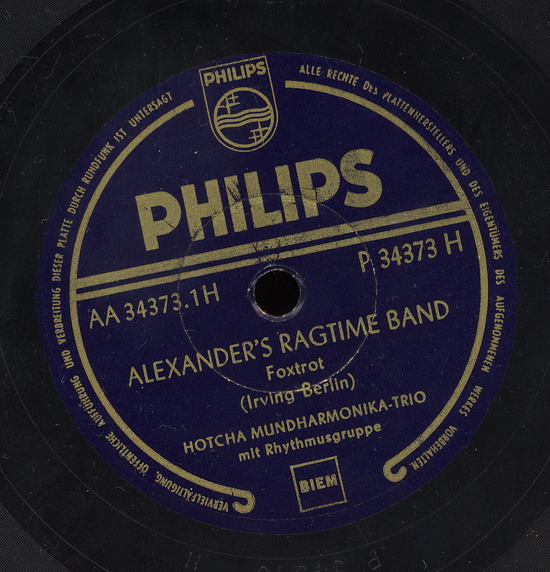 PHILIPS
ALLE RECHTE DES PLATTENHERSTELLERS UND DES EIGENTÜMERS DES AUFGENOMMENEN WERKES VORBEHALTEN
VERVIELFÄLTIGUNG, ÖFFENTLICHE AUFFÜHRUNG UND VERBREITUNG DIESER PLATTE DURCH RUNDFUNK IST UNTERSAGT
PHILIPS
AA 34373.1 H
P 34373 H
ALEXANDER'S RAGTIME BAND
Foxtrot
(Irving Berlin)
HOTCHA MUNDHARMONIKA-TRIO
mit Rhythmusgruppe
BIEM